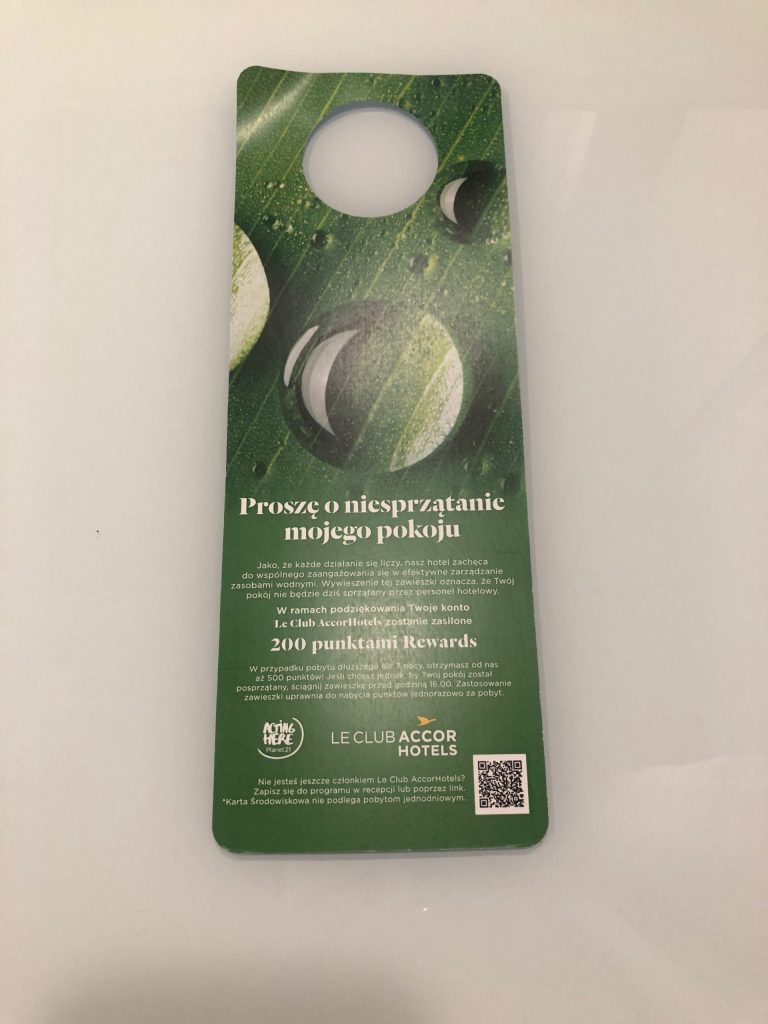 Proszę o niesprzątanie
mojego pokoju
Jako, że każde działanie się liczy, nasz hotel zachęca
do wspólnego zaangażowania się w efektywne zarządzanie
zasobami wodnymi. Wywieszenie tej zawieszki oznacza, że Twój
pokój nie będzie dziś sprzątany przez personel hotelowy.
W ramach podziękowania Twoje konto
Le Club AccorHotels zostanie zasilone
200 punktami Rewards
W przypadku pobytu dłuższego niż 7 nocy, otrzymasz od nas
aż 500 punktów! Jeśli chcesz jednak, by Twój pokój został
posprzątany, ściągnij zawieszkę przed godziną 16.00. Zastosowanie
zawieszki uprawnia do nabycia punktów jednorazowo za pobyt.
ACTING
HERE
Planet 21
LE CLUB ACCOR
HOTELS
Nie jesteś jeszcze członkiem Le Club AccorHotels?
Zapisz się do programu w recepcji lub poprzez link.
*Karta Środowiskowa nie podlega pobytom jednodniowym.